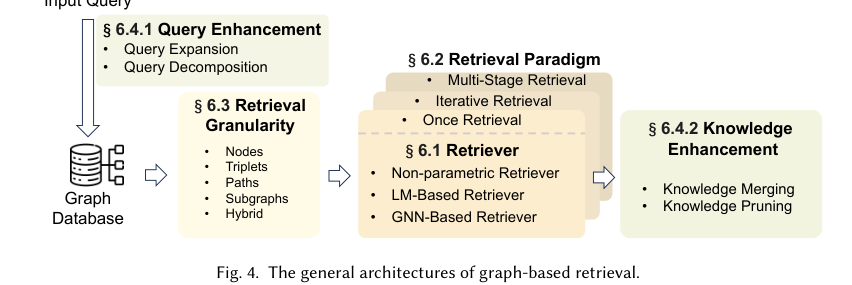 Input Query
§ 6.4.1 Query Enhancement
• Query Expansion
• Query Decomposition
Graph
Database
§ 6.3 Retrieval
Granularity
• Nodes
• Triplets
• Paths
• Subgraphs
• Hybrid
§ 6.2 Retrieval Paradigm
• Multi-Stage Retrieval
• Iterative Retrieval
• Once Retrieval
§ 6.1 Retriever
• Non-parametric Retriever
• LM-Based Retriever
• GNN-Based Retriever
§ 6.4.2 Knowledge
Enhancement
• Knowledge Merging
• Knowledge Pruning
Fig. 4. The general architectures of graph-based retrieval.